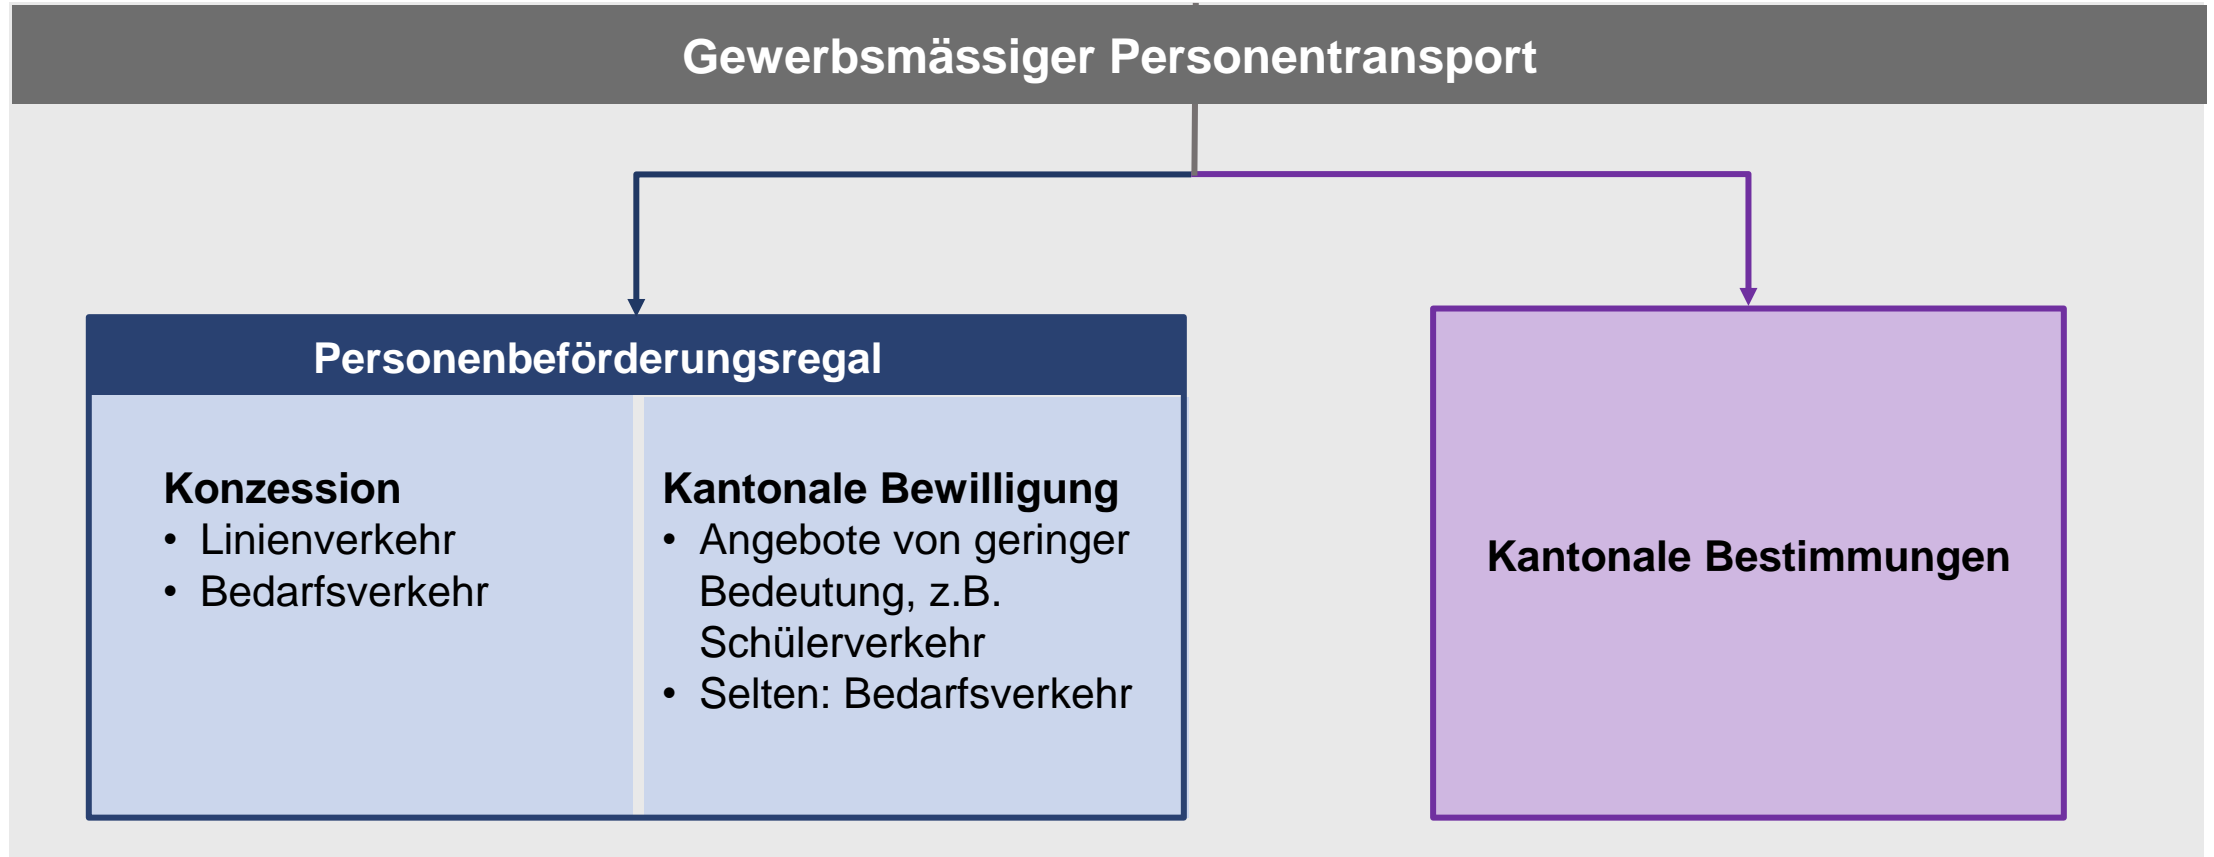 Gewerbsmässiger Personentransport
Personenbeförderungsregal
Konzession
• Linienverkehr
• Bedarfsverkehr
Kantonale Bewilligung
• Angebote von geringer
Bedeutung, z.B.
Schülerverkehr
• Selten: Bedarfsverkehr
Kantonale Bestimmungen